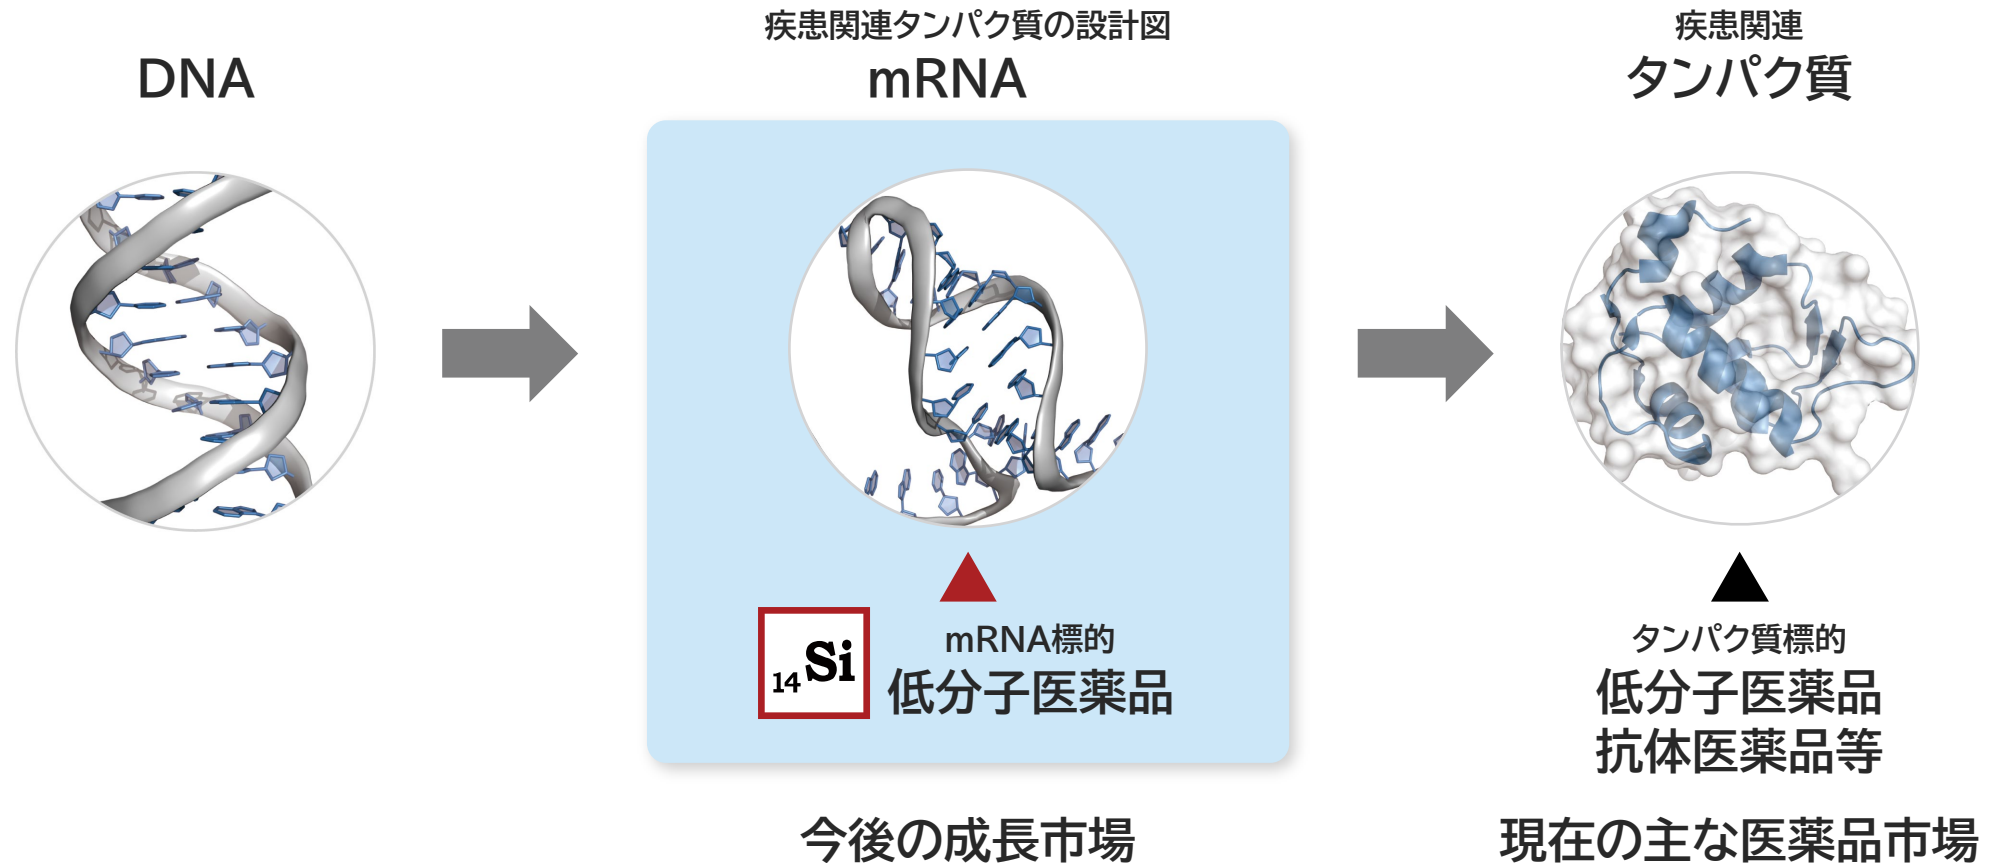 DNA
疾患関連タンパク質の設計図
mRNA
疾患関連
タンパク質
14Si
mRNA標的
低分子医薬品
タンパク質標的
低分子医薬品
抗体医薬品等
今後の成長市場
現在の主な医薬品市場